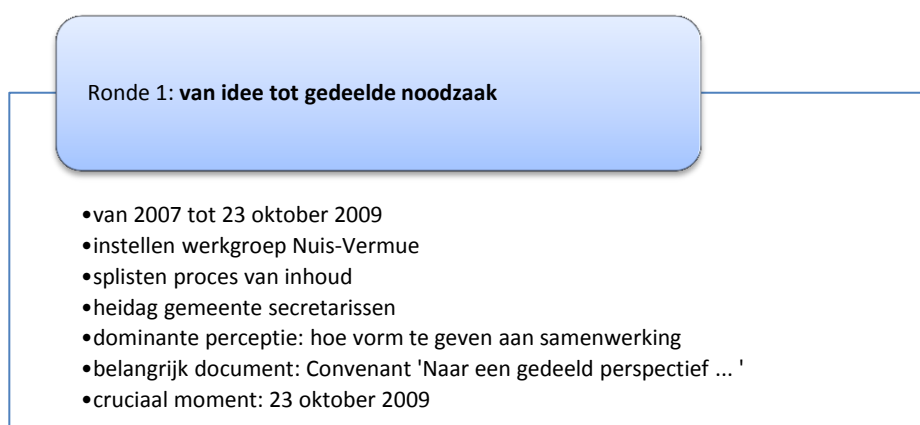 Ronde 1: van idee tot gedeelde noodzaak
•van 2007 tot 23 oktober 2009
•instellen werkgroep Nuis-Vermue
•splisten proces van inhoud
•heidag gemeente secretarissen
•dominante perceptie: hoe vorm te geven aan samenwerking
•belangrijk document: Convenant 'Naar een gedeeld perspectief ... '
•cruciaal moment: 23 oktober 2009